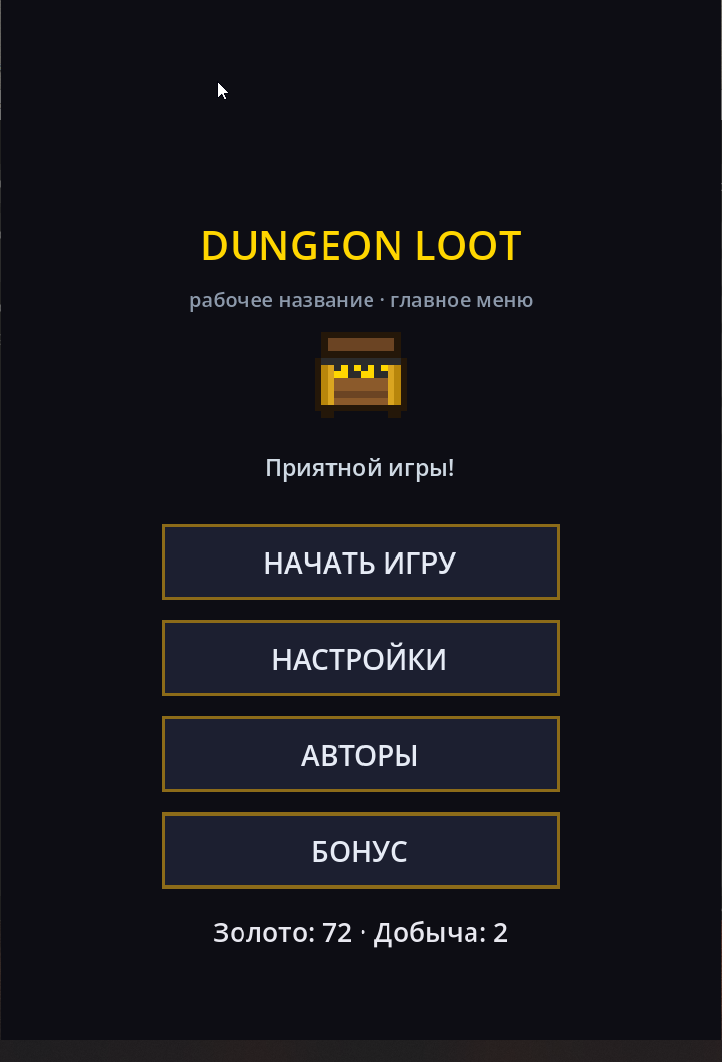 DUNGEON LOOT
рабочее название · главное меню
Приятной игры!
НАЧАТЬ ИГРУ
НАСТРОЙКИ
АВТОРЫ
БОНУС
Золото: 72 · Добыча: 2